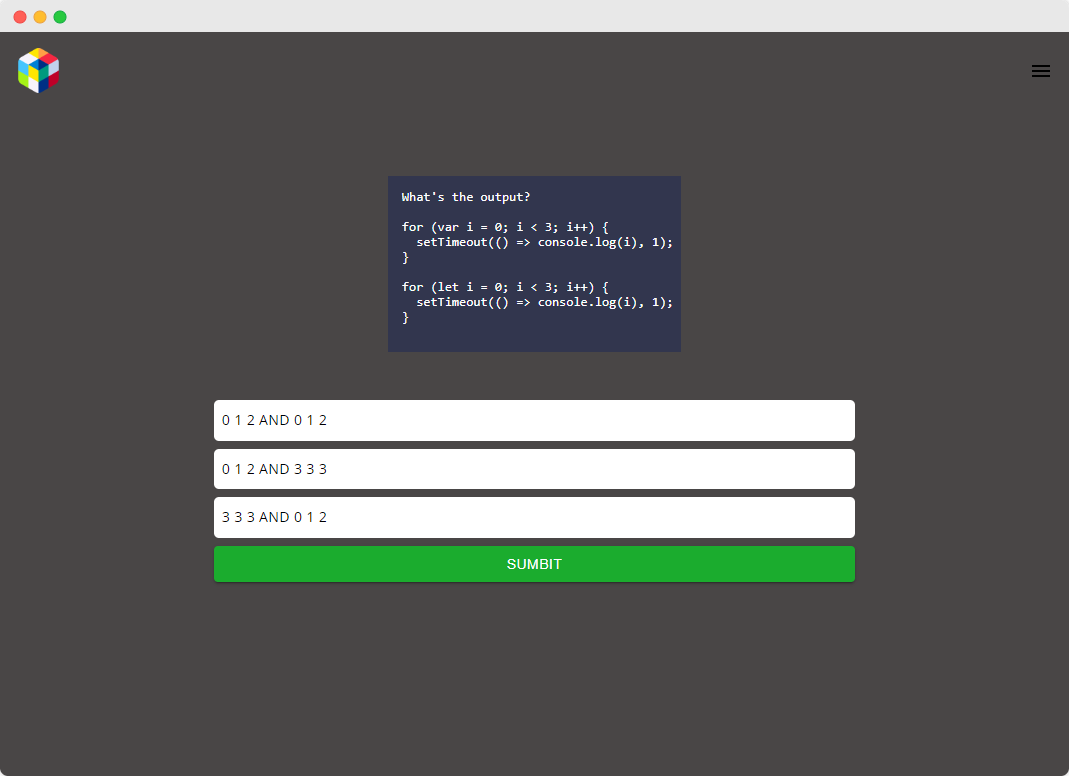 What's the output?
for (var i = 0; i < 3; i++) {
  setTimeout(() => console.log(i), 1);
}
for (let i = 0; i < 3; i++) {
  setTimeout(() => console.log(i), 1);
}
0 1 2 AND 0 1 2
0 1 2 AND 3 3 3
3 3 3 AND 0 1 2
SUMBIT